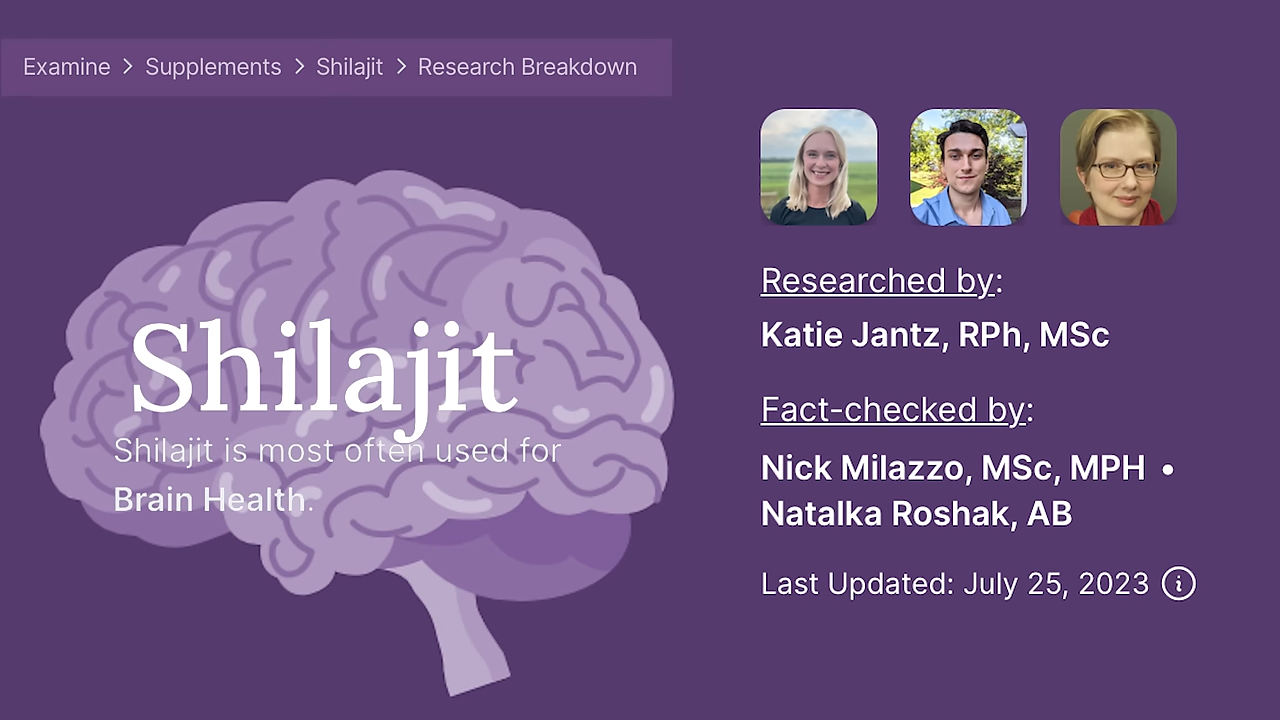 Examine > Supplements > Shilajit > Research Breakdown
Shilajit
Shilajit is most often used for
Brain Health.
Researched by:
Katie Jantz, RPh, MSc
Fact-checked by:
Nick Milazzo, MSc, MPH •
Natalka Roshak, AB
Last Updated: July 25, 2023